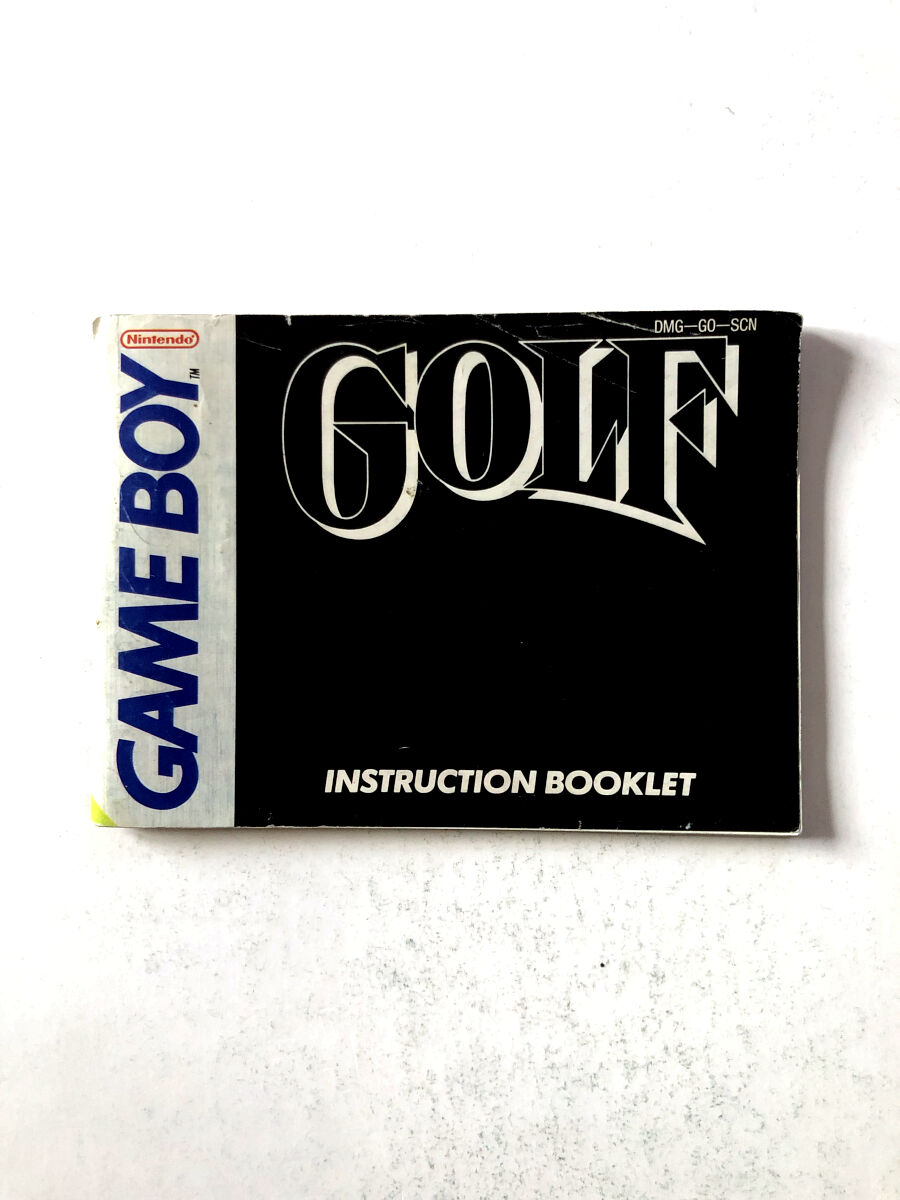 Nintendo®
GAME BOY™
DMG—GO—SCN
GOLF
INSTRUCTION BOOKLET